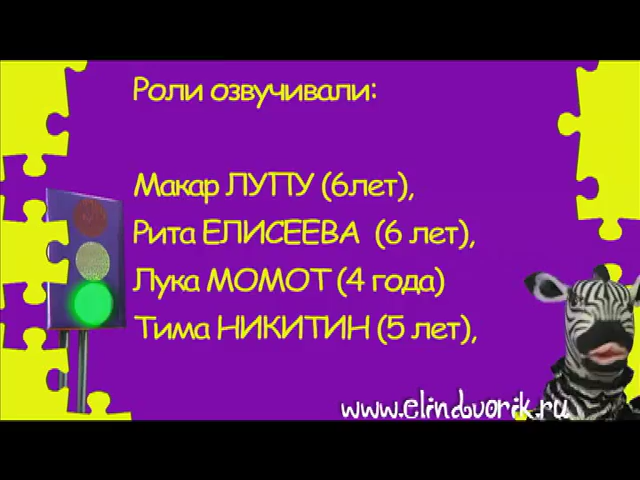 Роли озвучивали:
Макар ЛУПУ (6лет),
Рита ЕЛИСЕЕВА (6 лет),
Лука МОМОТ (4 года)
Тима НИКИТИН (5 лет),
www.elindvorik.ru